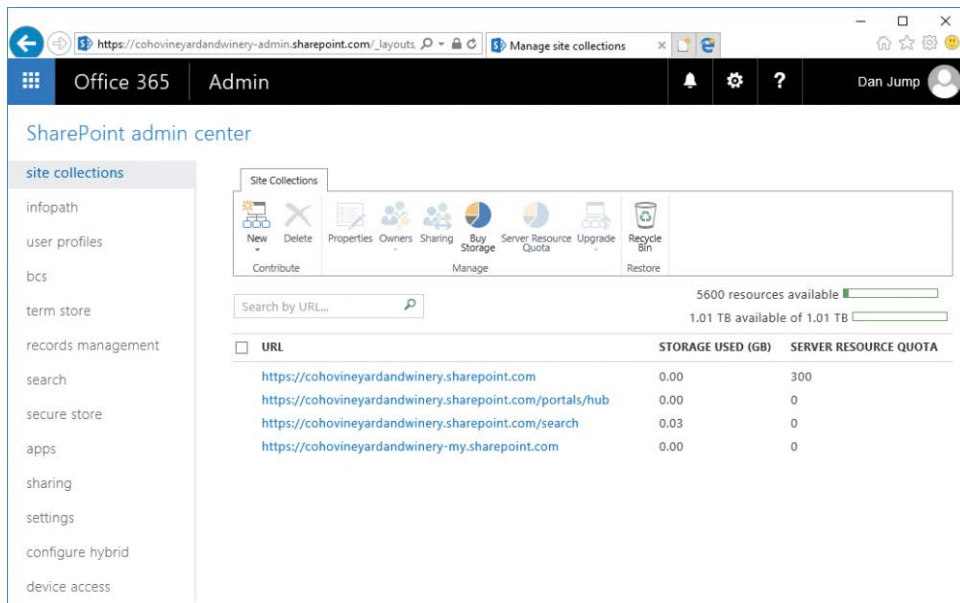 https://cohovineyardandwinery-admin.sharepoint.com/_layouts
Manage site collections
Office 365
Admin
Dan Jump
SharePoint admin center
site collections
infopath
user profiles
bcs
term store
records management
search
secure store
apps
sharing
settings
configure hybrid
device access
Site Collections
New
Delete
Properties
Owners
Sharing
Buy
Storage
Server Resource
Quota
Upgrade
Recycle
Bin
Contribute
Manage
Restore
Search by URL...
5600 resources available
1.01 TB available of 1.01 TB
URL STORAGE USED (GB) SERVER RESOURCE QUOTA
https://cohovineyardandwinery.sharepoint.com 0.00 300
https://cohovineyardandwinery.sharepoint.com/portals/hub 0.00 0
https://cohovineyardandwinery.sharepoint.com/search 0.03 0
https://cohovineyardandwinery-my.sharepoint.com 0.00 0